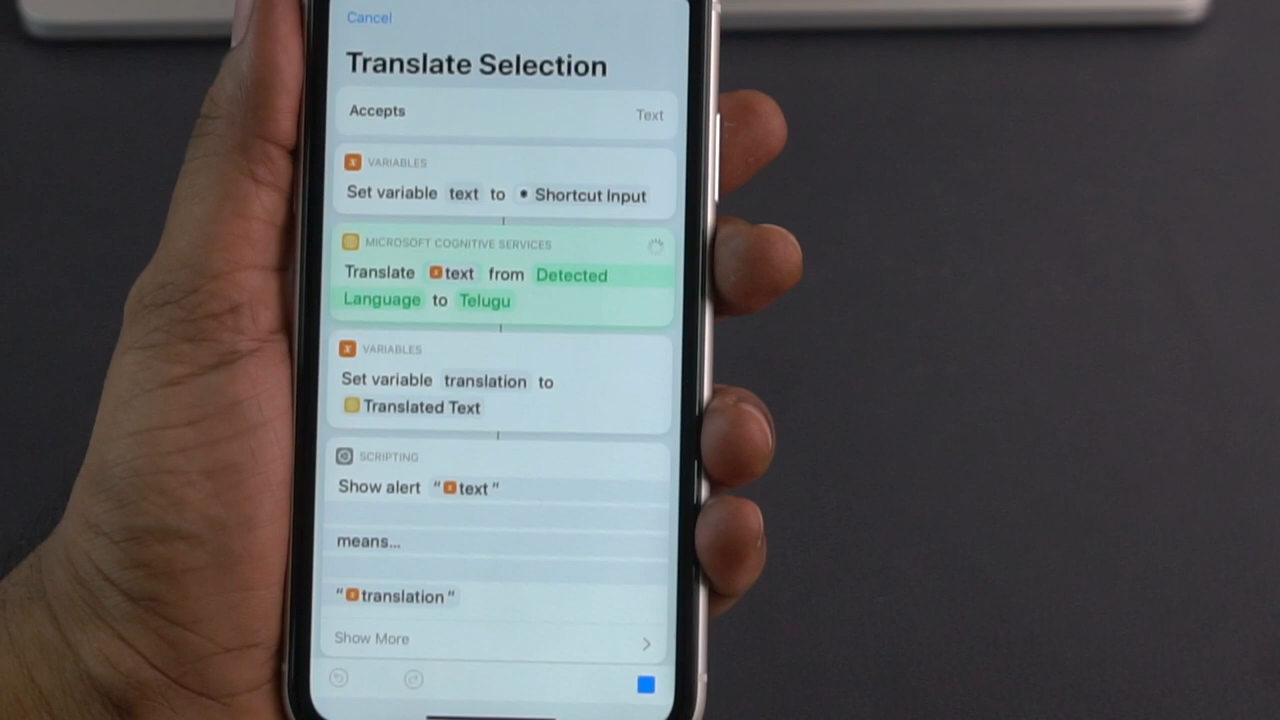 Cancel
Translate Selection
Accepts Text
VARIABLES
Set variable text to Shortcut Input
MICROSOFT COGNITIVE SERVICES
Translate text from Detected
Language to Telugu
VARIABLES
Set variable translation to
Translated Text
SCRIPTING
Show alert “text”
means...
“translation”
Show More